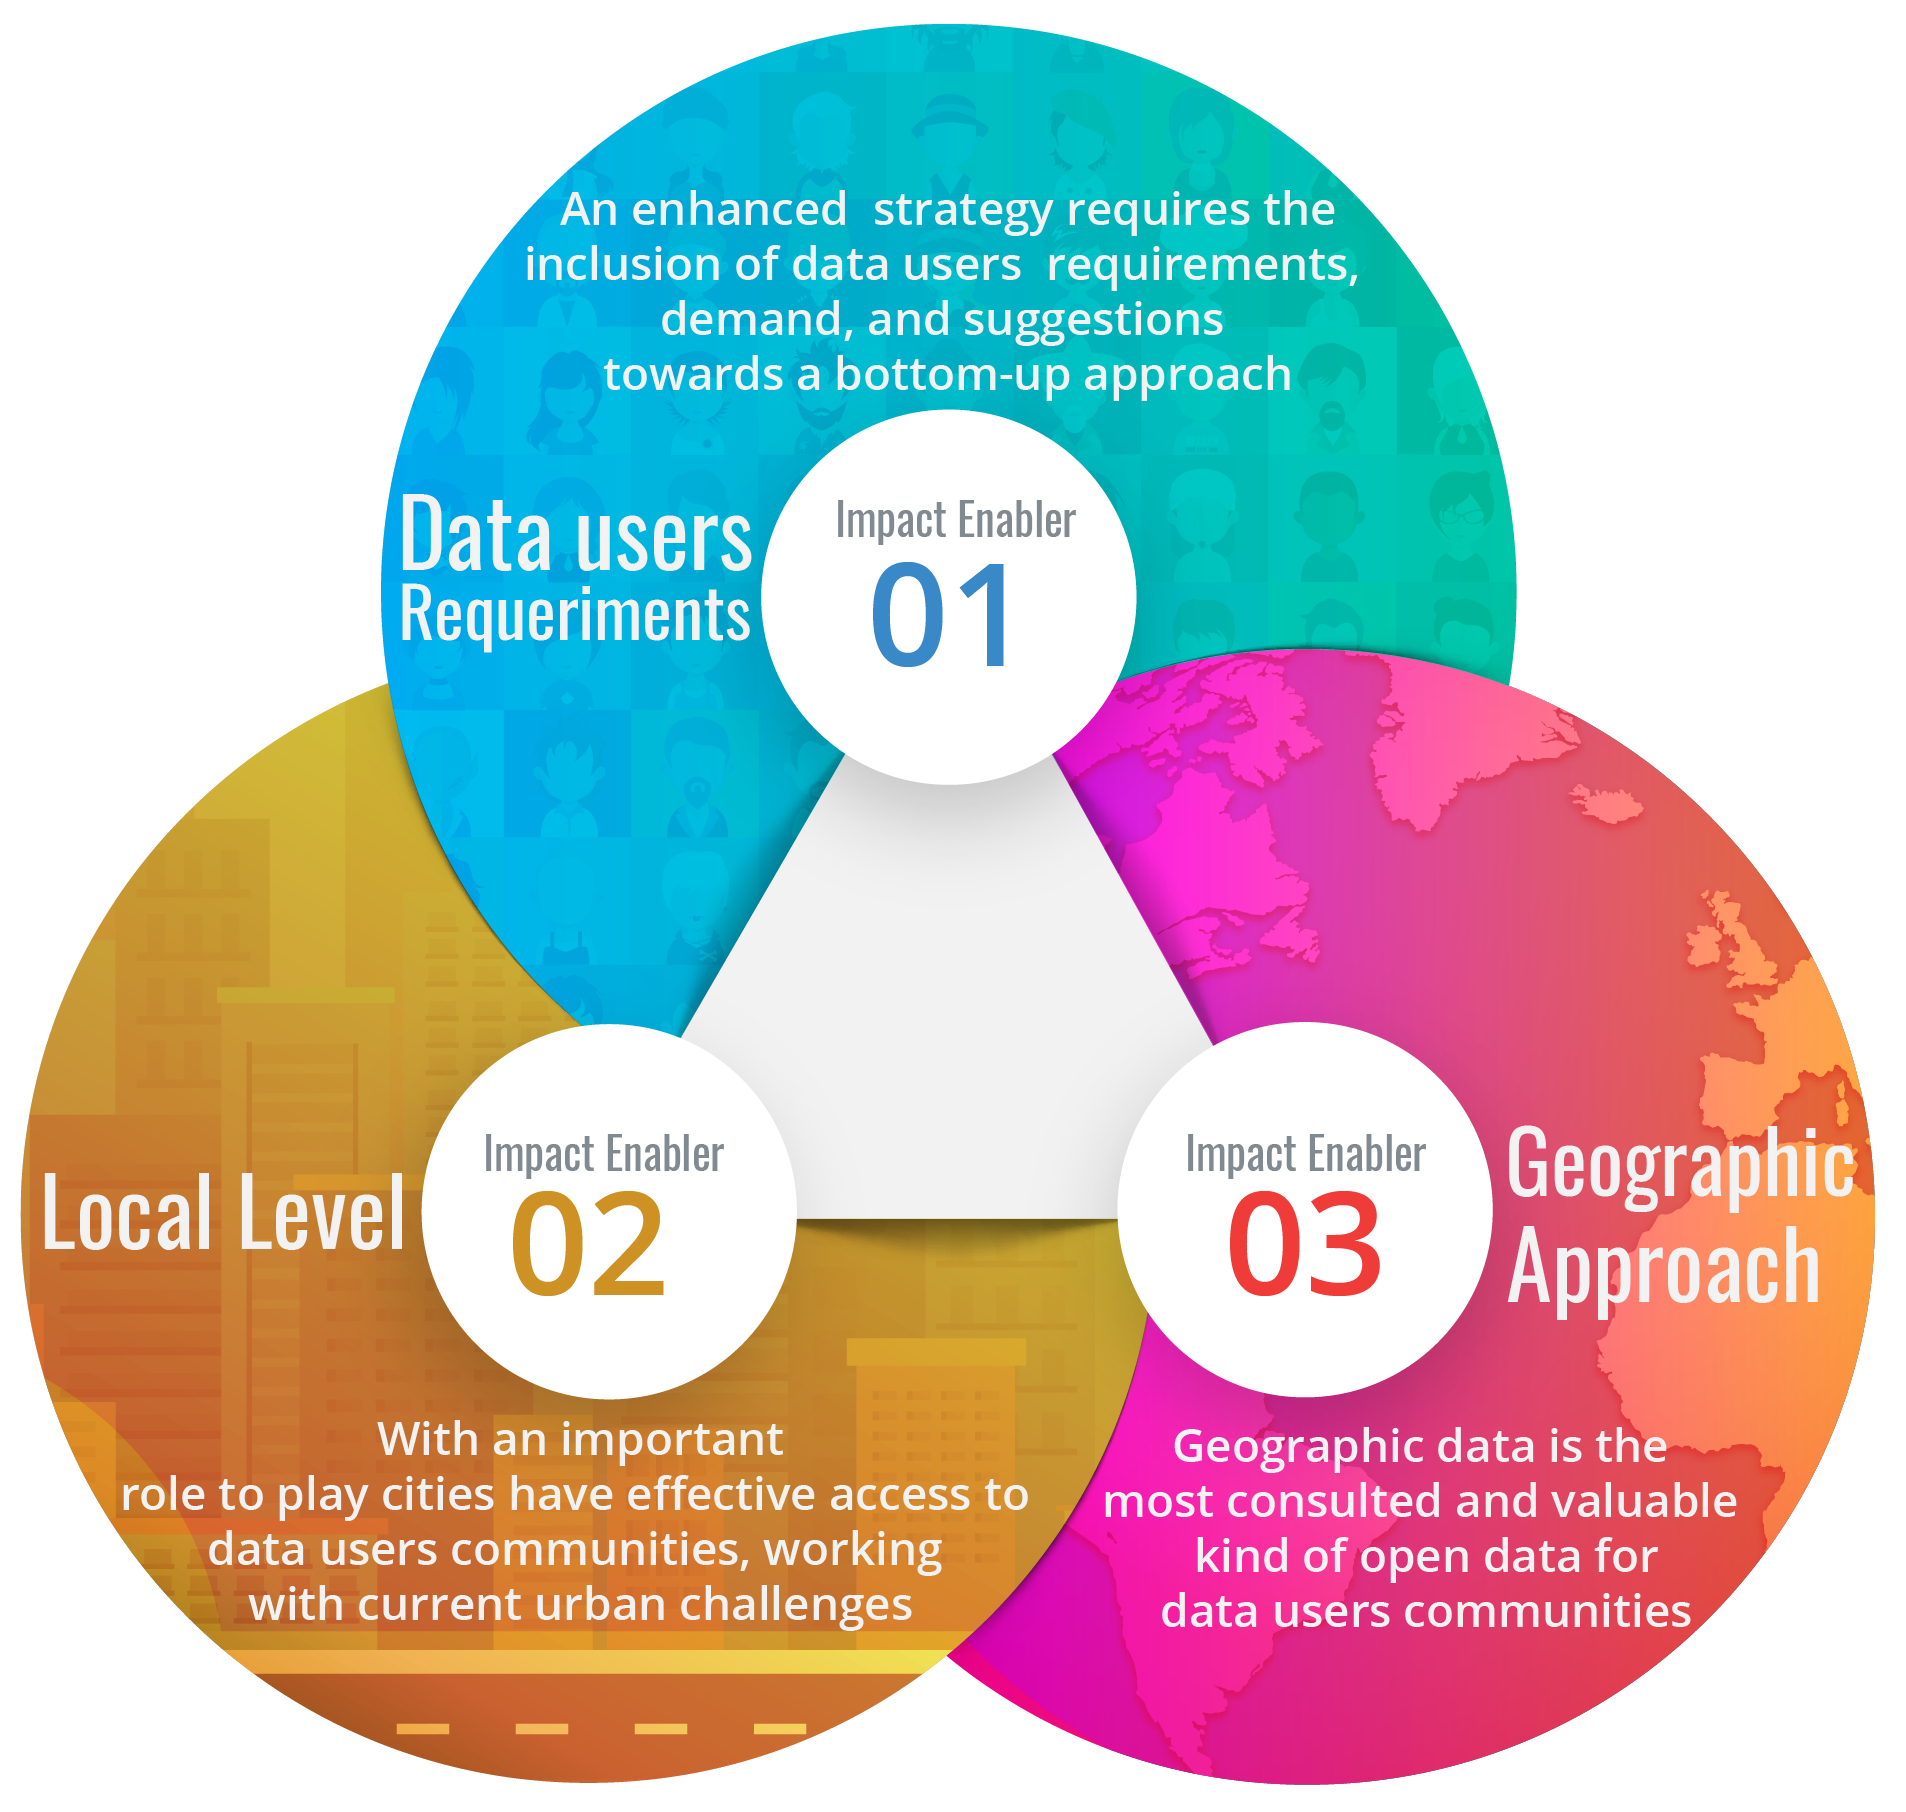 An enhanced  strategy requires the
inclusion of data users  requirements,
demand, and suggestions
towards a bottom-up approach
Data users
Requeriments
Impact Enabler
01
Local Level
Impact Enabler
02
With an important
role to play cities have effective access to
data users communities, working
with current urban challenges
Impact Enabler
03
Geographic
Approach
Geographic data is the
most consulted and valuable
kind of open data for
data users communities